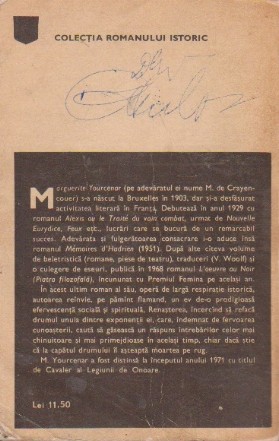 COLECȚIA ROMANULUI ISTORIC
Marguerite Yourcenar (pe adevăratul ei nume M. de Crayen-
couer) s-a născut la Bruxelles în 1903, dar și-a desfășurat
activitatea literară în Franța. Debutează în anul 1929 cu
romanul Alexis ou le Traité du vain combat, urmat de Nouvelle
Eurydice, Feux etc., lucrări care se bucură de un remarcabil
succes. Adevărata și fulgerătoarea consacrare i-o aduce însă
romanul Mémoires d'Hadrien (1951). După alte cîteva volume
de beletristică (romane, piese de teatru), traduceri (V. Woolf) și
o culegere de eseuri, publică în 1968 romanul L'oeuvre au Noir
(Piatra filozofală), încununat cu Premiul Femina pe același an.
În acest ultim roman al său, operă de largă respirație istorică,
autoarea reînvie, pe pămînt flamand, un ev de-o prodigioasă
efervescență socială și spirituală. Renașterea, încercînd să refacă
drumul unuia dintre exponenții ei, care, îndemnat de fervoarea
cunoașterii, caută să găsească un răspuns întrebărilor celor mai
chinuitoare și mai primejdioase în același timp, chiar dacă știe
că la capătul drumului îl așteaptă moartea pe rug.
M. Yourcenar a fost distinsă la începutul anului 1971 cu titlul
de Cavaler al Legiunii de Onoare.
Lei 11,50